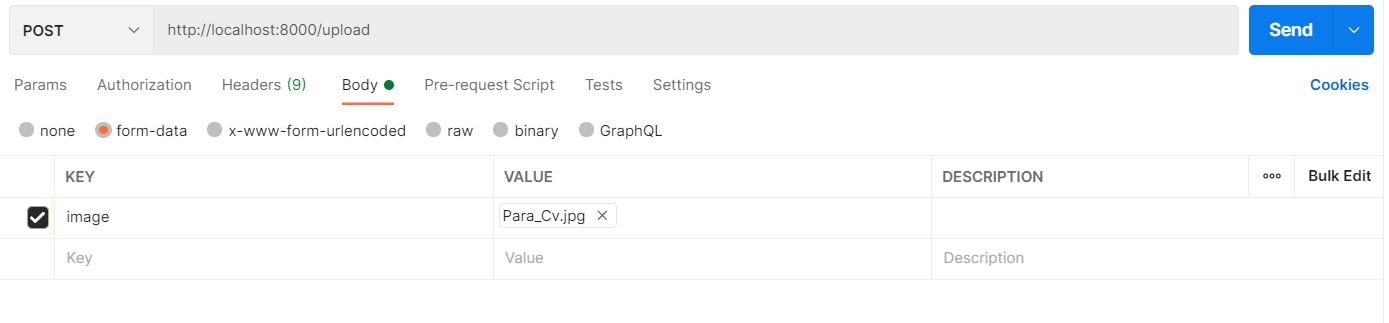 POST http://localhost:8000/upload Send
Params Authorization Headers (9) Body Pre-request Script Tests Settings Cookies
none form-data x-www-form-urlencoded raw binary GraphQL
KEY VALUE DESCRIPTION Bulk Edit
image Para_Cv.jpg
Key Value Description